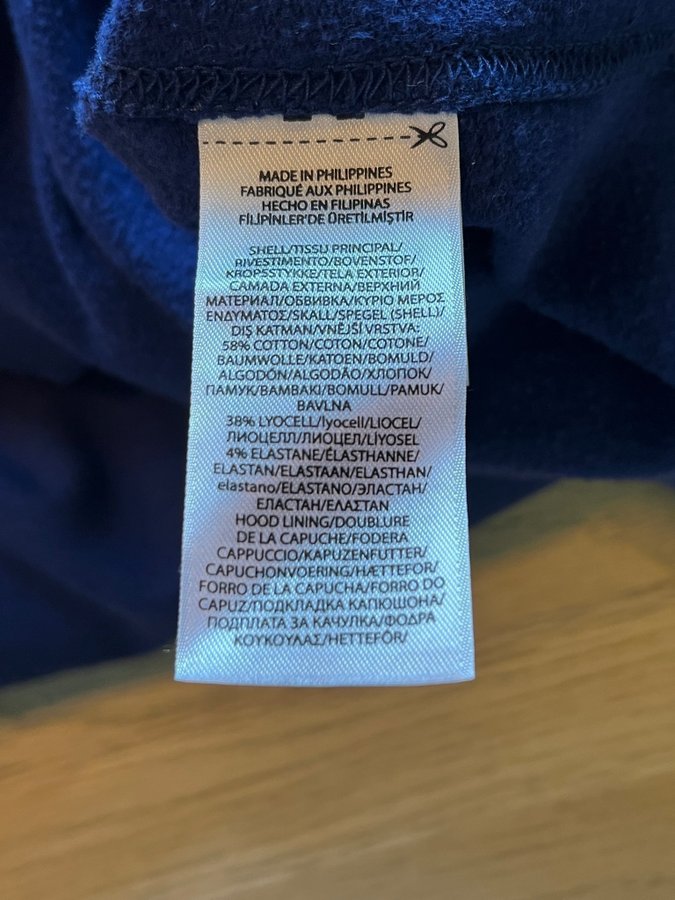 MADE IN PHILIPPINES
FABRIQUÉ AUX PHILIPPINES
HECHO EN FILIPINAS
FİLİPİNLER'DE ÜRETİLMİŞTİR
SHELL/TISSU PRINCIPAL/
RIVESTIMENTO/BOVENSTOF/
KROPSSTYKKE/TELA EXTERIOR/
CAMADA EXTERNA/ВЕРХНИЙ
МАТЕРИАЛ/ОБВИВКА/ΚΥΡΙΟ ΜΕΡΟΣ
ΕΝΔΥΜΑΤΟΣ/SKALL/SPEGEL (SHELL)/
DIŞ KATMAN/VNĚJŠÍ VRSTVA:
58% COTTON/COTON/COTONE/
BAUMWOLLE/KATOEN/BOMULD/
ALGODÓN/ALGODÃO/ХЛОПОК/
ПАМУК/ΒΑΜΒΑΚΙ/BOMULL/PAMUK/
BAVLNA
38% LYOCELL/lyocell/LIOCEL/
ЛИОЦЕЛЛ/ЛИОЦЕЛ/LİYOSEL
4% ELASTANE/ÉLASTHANNE/
ELASTAN/ELASTAAN/ELASTHAN/
elastano/ELASTANO/ЭЛАСТАН/
ЕЛАСТАН/ΕΛΑΣΤΑΝ
HOOD LINING/DOUBLURE
DE LA CAPUCHE/FODERA
CAPPUCCIO/KAPUZENFUTTER/
CAPUCHONVOERING/HÆTTEFOR/
FORRO DE LA CAPUCHA/FORRO DO
CAPUZ/ПОДКЛАДКА КАПЮШОНА/
ПОДПЛАТА ЗА КАЧУЛКА/ΦΟΔΡΑ
ΚΟΥΚΟΥΛΑΣ/HETTEFÔR/